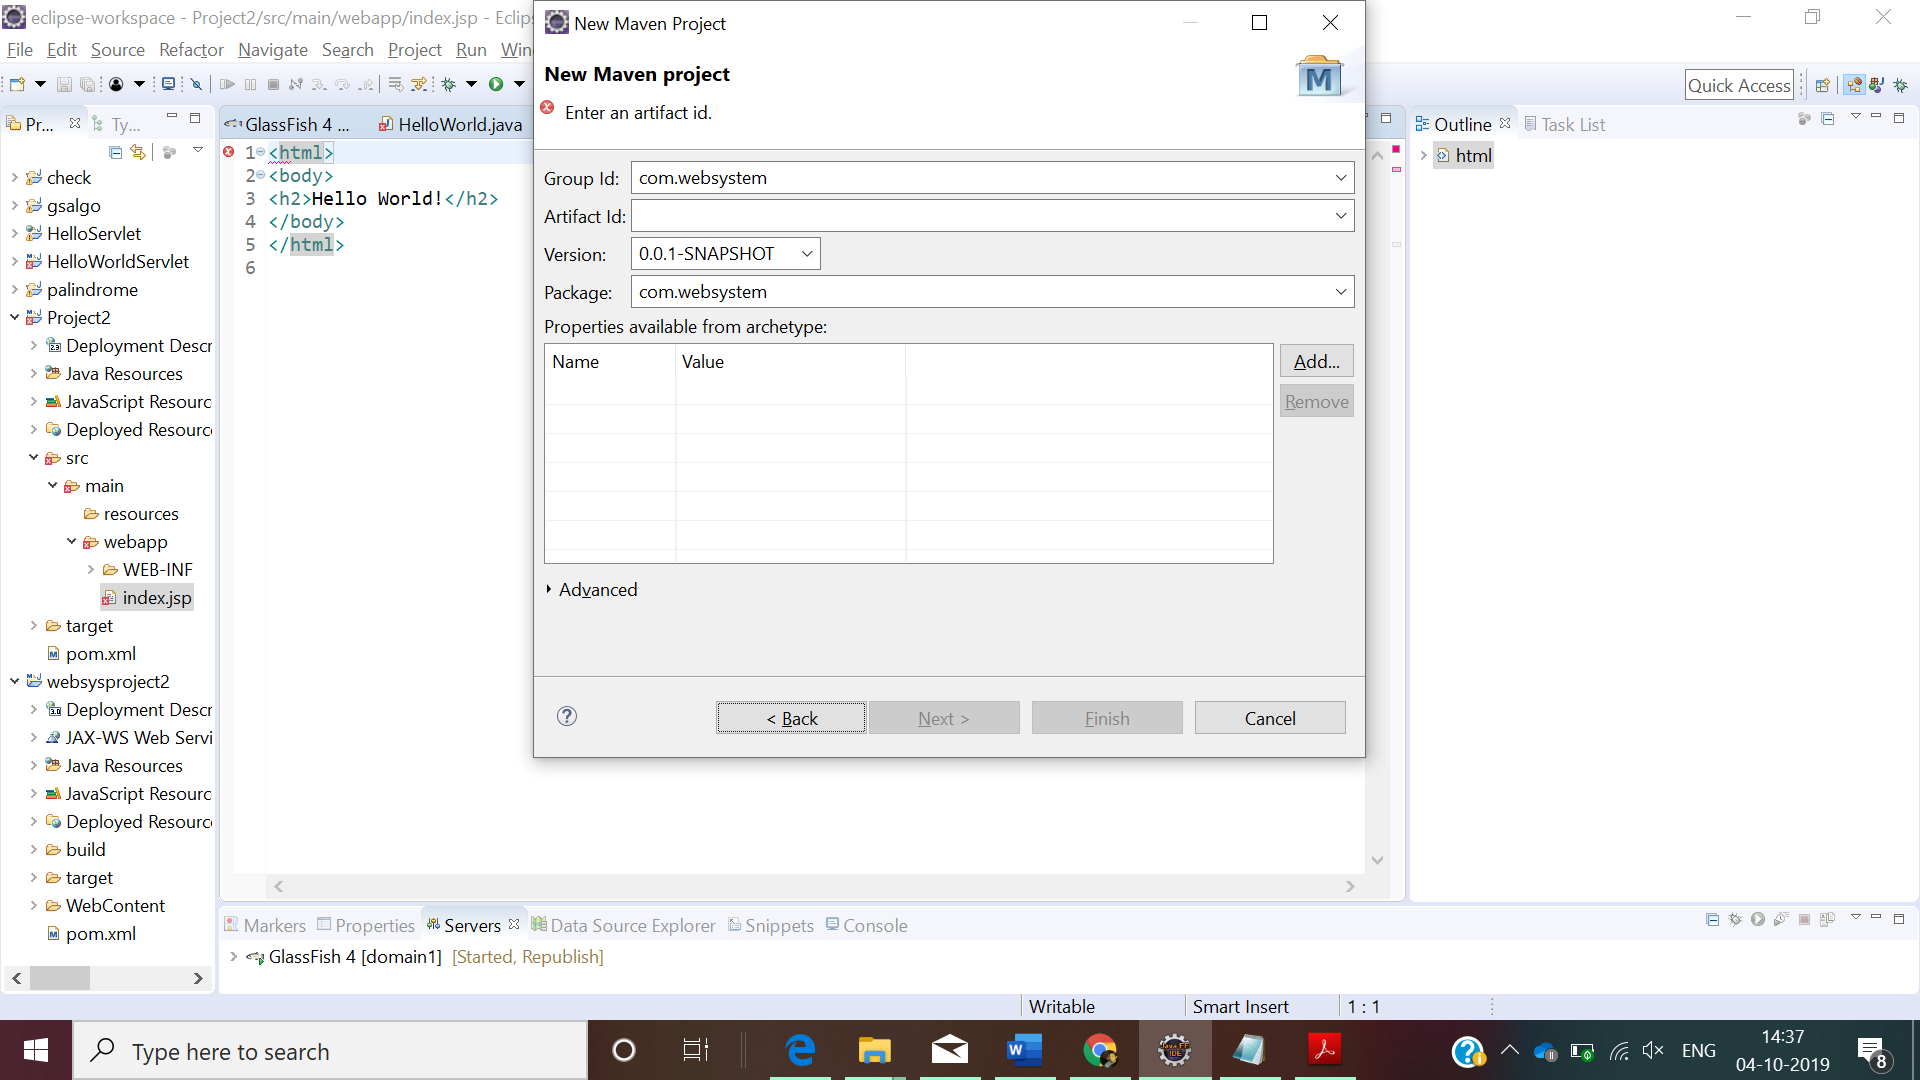 eclipse-workspace - Project2/src/main/webapp/index.jsp - Eclips
File Edit Source Refactor Navigate Search Project Run Win
Quick Access
Pr...
Ty...
check
gsalgo
HelloServlet
HelloWorldServlet
palindrome
Project2
Deployment Descr
Java Resources
JavaScript Resourc
Deployed Resourc
src
main
resources
webapp
WEB-INF
index.jsp
target
pom.xml
websysproject2
Deployment Descr
JAX-WS Web Servi
Java Resources
JavaScript Resourc
Deployed Resourc
build
target
WebContent
pom.xml
GlassFish 4 ...
HelloWorld.java
1 <html>
2 <body>
3 <h2>Hello World!</h2>
4 </body>
5 </html>
6
New Maven Project
New Maven project
Enter an artifact id.
Group Id: com.websystem
Artifact Id:
Version: 0.0.1-SNAPSHOT
Package: com.websystem
Properties available from archetype:
Name Value
Add...
Remove
Advanced
< Back
Next >
Finish
Cancel
Outline
Task List
html
Markers
Properties
Servers
Data Source Explorer
Snippets
Console
GlassFish 4 [domain1] [Started, Republish]
Writable
Smart Insert
1 : 1
Type here to search
ENG
14:37
04-10-2019
8